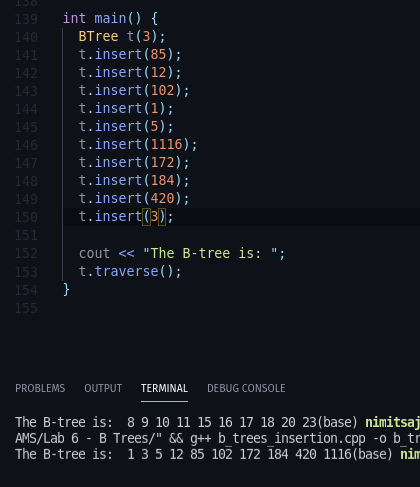 138
139 int main() {
140 BTree t(3);
141 t.insert(85);
142 t.insert(12);
143 t.insert(102);
144 t.insert(1);
145 t.insert(5);
146 t.insert(1116);
147 t.insert(172);
148 t.insert(184);
149 t.insert(420);
150 t.insert(3);
151
152 cout << "The B-tree is: ";
153 t.traverse();
154 }
155
PROBLEMS OUTPUT TERMINAL DEBUG CONSOLE
The B-tree is:  8 9 10 11 15 16 17 18 20 23(base) nimitsaj
AMS/Lab 6 - B Trees/" && g++ b_trees_insertion.cpp -o b_tr
The B-tree is:  1 3 5 12 85 102 172 184 420 1116(base) nim